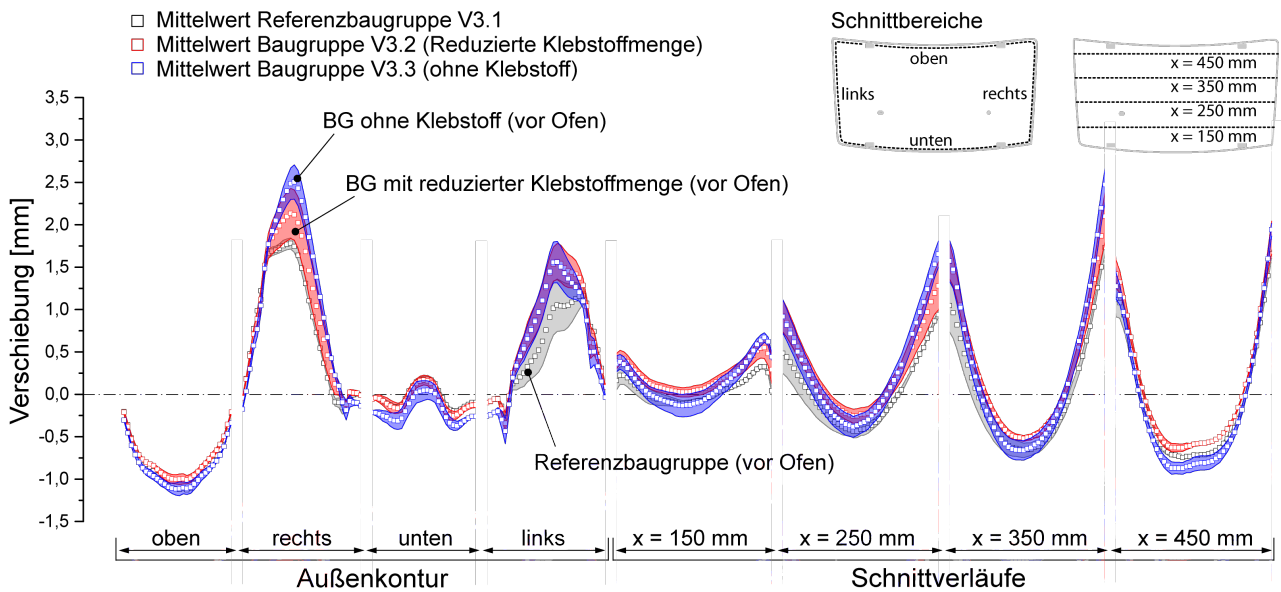 Mittelwert Referenzbaugruppe V3.1
Mittelwert Baugruppe V3.2 (Reduzierte Klebstoffmenge)
Mittelwert Baugruppe V3.3 (ohne Klebstoff)
Schnittbereiche
oben
links
rechts
unten
x = 450 mm
x = 350 mm
x = 250 mm
x = 150 mm
Verschiebung [mm]
3,5
3,0
2,5
2,0
1,5
1,0
0,5
0,0
-0,5
-1,0
-1,5
BG ohne Klebstoff (vor Ofen)
BG mit reduzierter Klebstoffmenge (vor Ofen)
Referenzbaugruppe (vor Ofen)
oben rechts unten links x = 150 mm x = 250 mm x = 350 mm x = 450 mm
Außenkontur Schnittverläufe